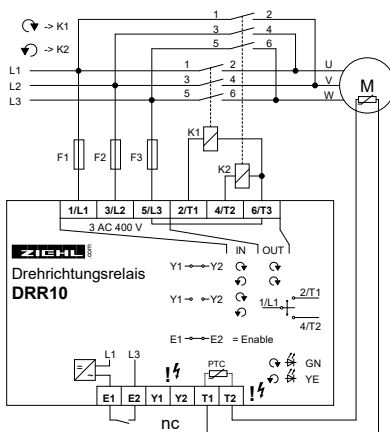 -> K1
-> K2
1 2
3 4
5 6
L1 1 2 U
L2 3 4 V
L3 5 6 W
M
K1
F1 F2 F3
K2
1/L1 3/L2 5/L3 2/T1 4/T2 6/T3
3 AC 400 V
ZIEHL.com
IN OUT
Drehrichtungsrelais
DRR10
Y1 Y2
2/T1
Y1 Y2
1/L1
4/T2
E1 E2 = Enable
L1 L3
PTC
GN
YE
= ~
E1 E2 Y1 Y2 T1 T2
nc